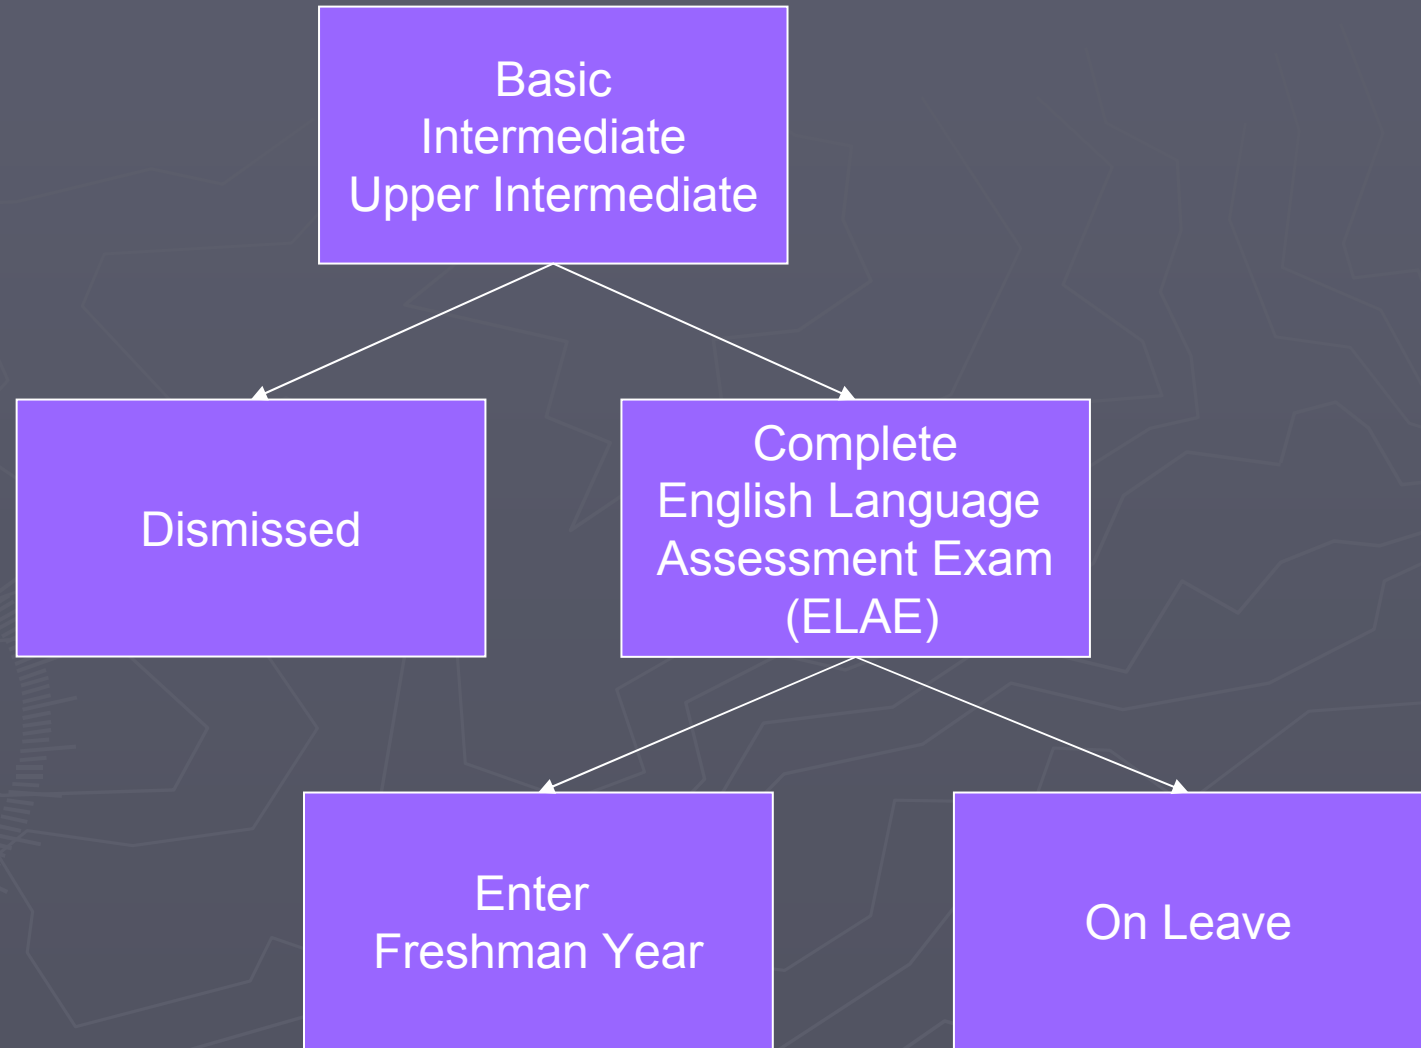 Basic
Intermediate
Upper Intermediate
Dismissed
Complete
English Language
Assessment Exam
(ELAE)
Enter
Freshman Year
On Leave